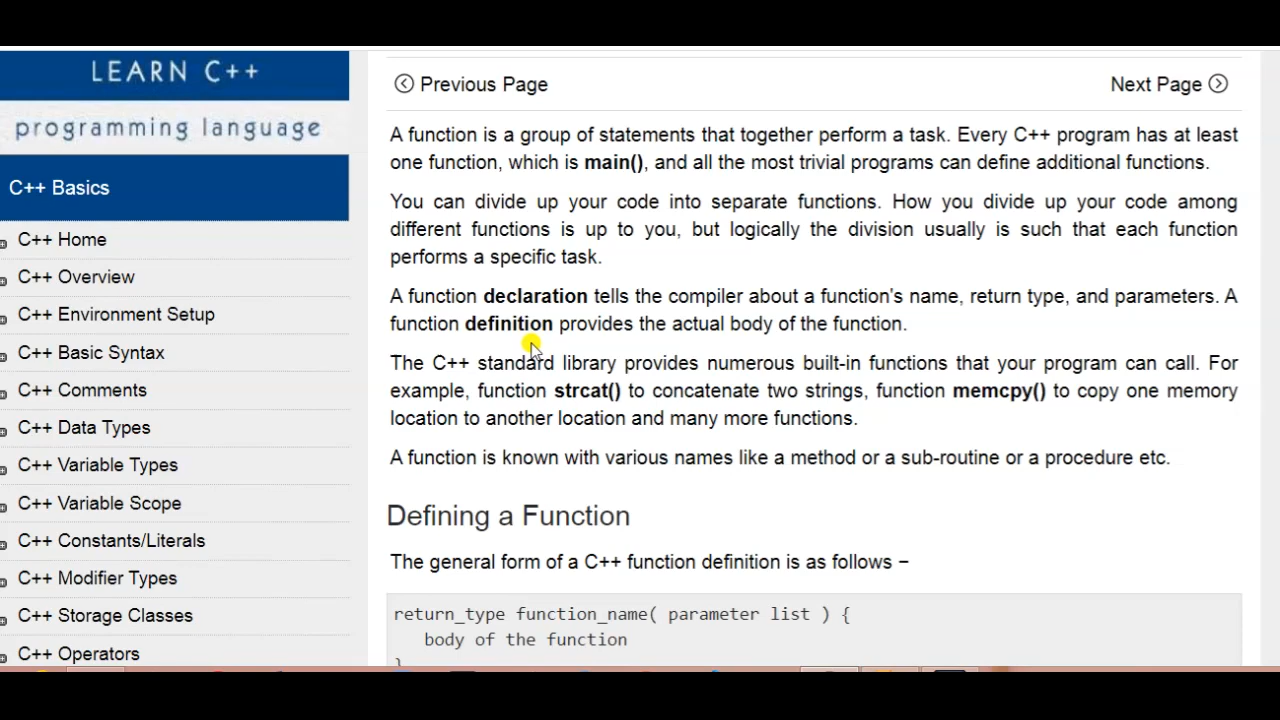 LEARN C++
programming language
C++ Basics
C++ Home
C++ Overview
C++ Environment Setup
C++ Basic Syntax
C++ Comments
C++ Data Types
C++ Variable Types
C++ Variable Scope
C++ Constants/Literals
C++ Modifier Types
C++ Storage Classes
C++ Operators
Previous Page
Next Page
A function is a group of statements that together perform a task. Every C++ program has at least
one function, which is main(), and all the most trivial programs can define additional functions.
You can divide up your code into separate functions. How you divide up your code among
different functions is up to you, but logically the division usually is such that each function
performs a specific task.
A function declaration tells the compiler about a function's name, return type, and parameters. A
function definition provides the actual body of the function.
The C++ standard library provides numerous built-in functions that your program can call. For
example, function strcat() to concatenate two strings, function memcpy() to copy one memory
location to another location and many more functions.
A function is known with various names like a method or a sub-routine or a procedure etc.
Defining a Function
The general form of a C++ function definition is as follows −
return_type function_name( parameter list ) {
body of the function
}